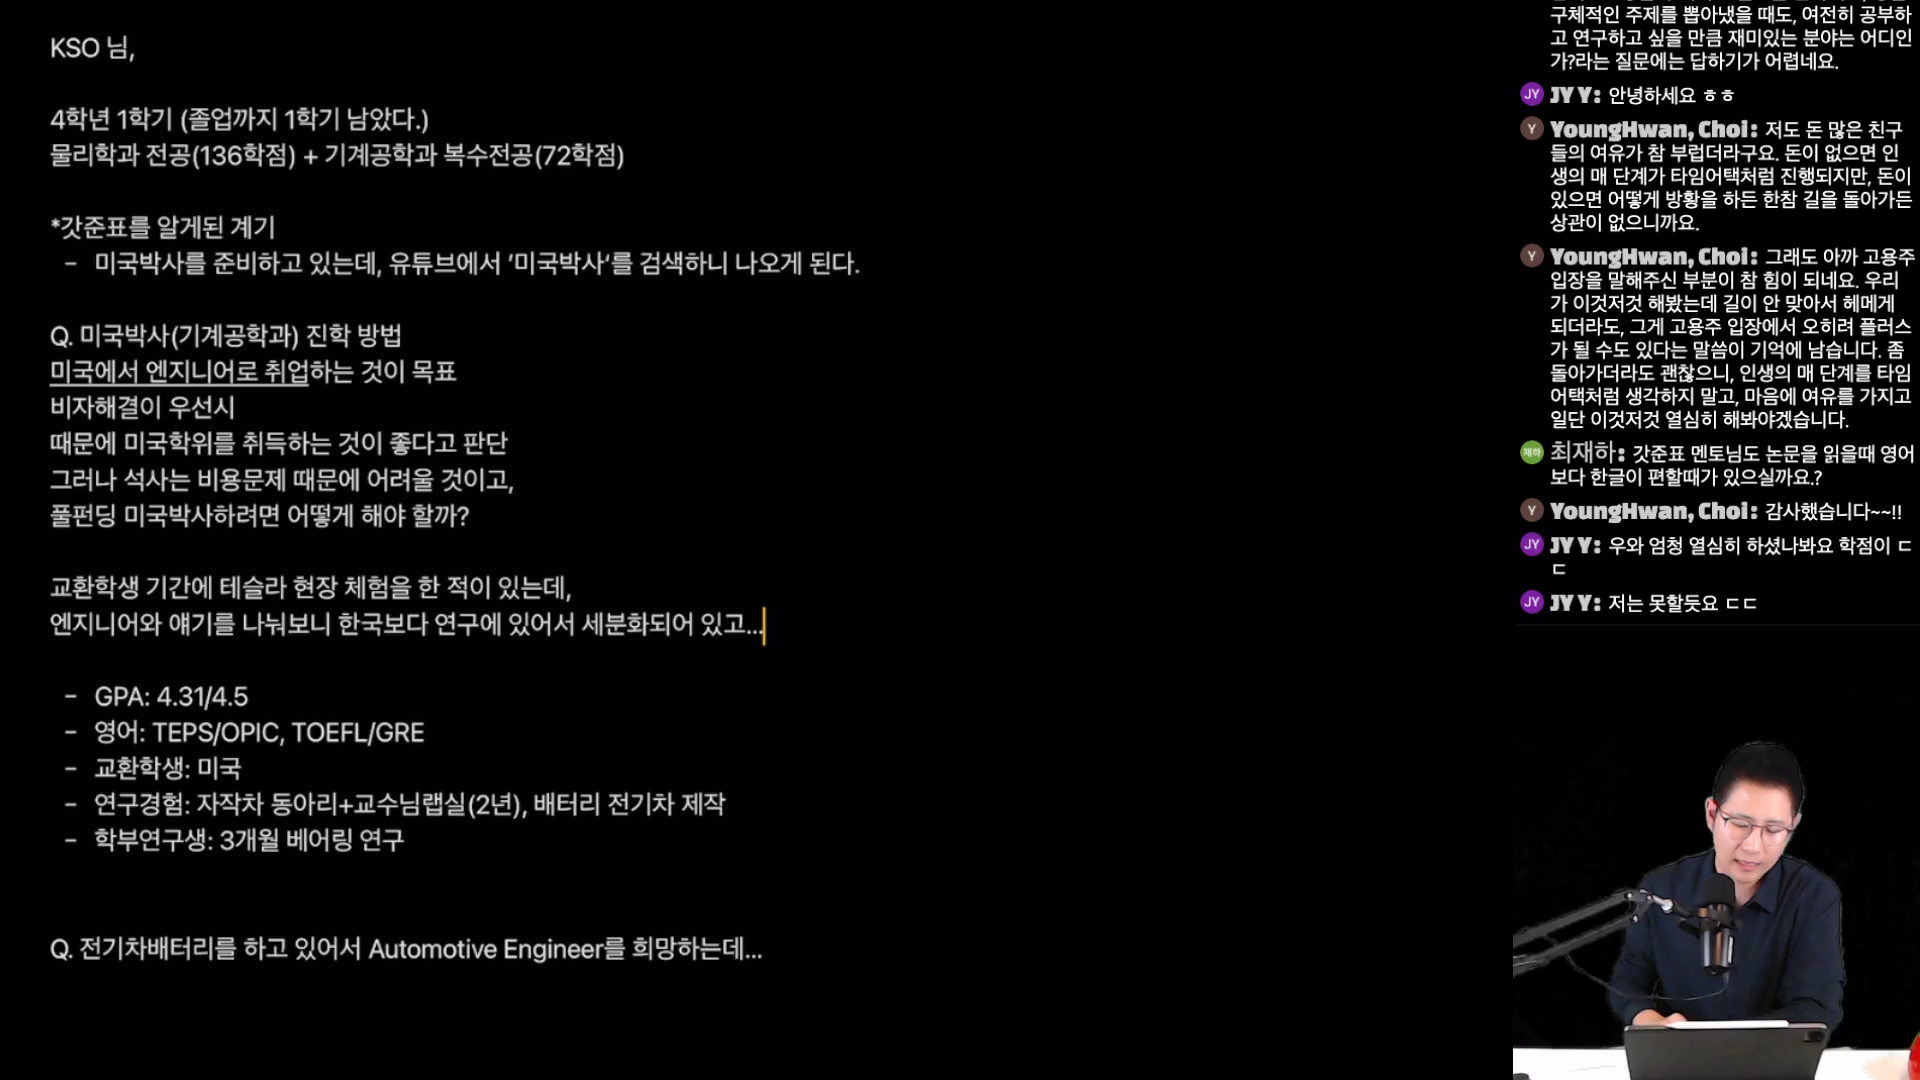 KSO 님,
4학년 1학기 (졸업까지 1학기 남았다.)
물리학과 전공(136학점) + 기계공학과 복수전공(72학점)
*갓준표를 알게된 계기
- 미국박사를 준비하고 있는데, 유튜브에서 '미국박사'를 검색하니 나오게 된다.
Q. 미국박사(기계공학과) 진학 방법
미국에서 엔지니어로 취업하는 것이 목표
비자해결이 우선시
때문에 미국학위를 취득하는 것이 좋다고 판단
그러나 석사는 비용문제 때문에 어려울 것이고,
풀펀딩 미국박사하려면 어떻게 해야 할까?
교환학생 기간에 테슬라 현장 체험을 한 적이 있는데,
엔지니어와 얘기를 나눠보니 한국보다 연구에 있어서 세분화되어 있고...
- GPA: 4.31/4.5
- 영어: TEPS/OPIC, TOEFL/GRE
- 교환학생: 미국
- 연구경험: 자작차 동아리+교수님랩실(2년), 배터리 전기차 제작
- 학부연구생: 3개월 베어링 연구
Q. 전기차배터리를 하고 있어서 Automotive Engineer를 희망하는데...
구체적인 주제를 뽑아냈을 때도, 여전히 공부하
고 연구하고 싶을 만큼 재미있는 분야는 어디인
가?라는 질문에는 답하기가 어렵네요.
JY JY Y: 안녕하세요 ㅎㅎ
Y YoungHwan, Choi: 저도 돈 많은 친구
들의 여유가 참 부럽더라구요. 돈이 없으면 인
생의 매 단계가 타임어택처럼 진행되지만, 돈이
있으면 어떻게 방황을 하든 한참 길을 돌아가든
상관이 없으니까요.
Y YoungHwan, Choi: 그래도 아까 고용주
입장을 말해주신 부분이 참 힘이 되네요. 우리
가 이것저것 해봤는데 길이 안 맞아서 헤메게
되더라도, 그게 고용주 입장에서 오히려 플러스
가 될 수도 있다는 말씀이 기억에 남습니다. 좀
돌아가더라도 괜찮으니, 인생의 매 단계를 타임
어택처럼 생각하지 말고, 마음에 여유를 가지고
일단 이것저것 열심히 해봐야겠습니다.
재하 최재하: 갓준표 멘토님도 논문을 읽을때 영어
보다 한글이 편할때가 있으실까요.?
Y YoungHwan, Choi: 감사했습니다~~!!
JY JY Y: 우와 엄청 열심히 하셨나봐요 학점이 ㄷ
ㄷ
JY JY Y: 저는 못할듯요 ㄷㄷ